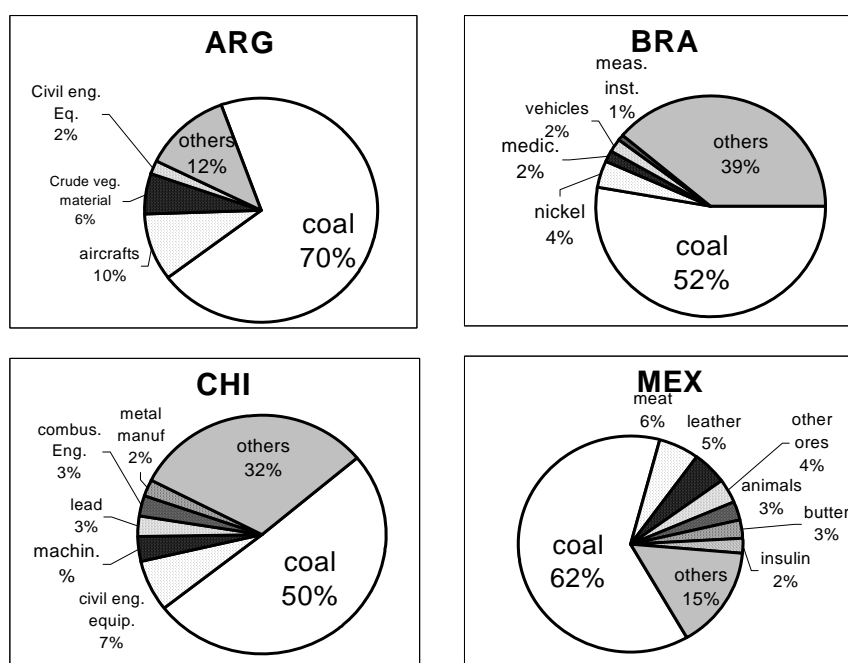 ARG
Civil eng.
Eq.
2%
others
12%
Crude veg.
material
6%
aircrafts
10%
coal
70%
BRA
meas.
inst.
1%
vehicles
2%
medic.
2%
nickel
4%
others
39%
coal
52%
CHI
metal
manuf
2%
combus.
Eng.
3%
lead
3%
machin.
%
civil eng.
equip.
7%
others
32%
coal
50%
MEX
meat
6%
leather
5%
other
ores
4%
animals
3%
butter
3%
insulin
2%
others
15%
coal
62%